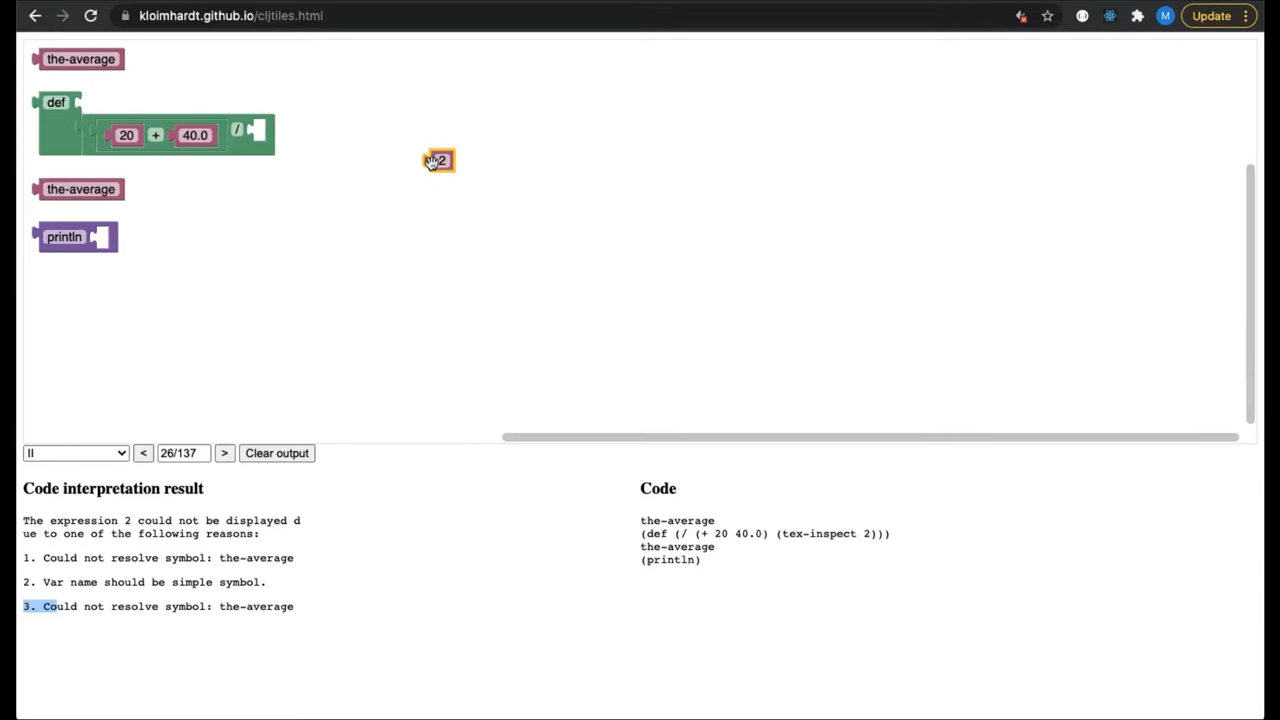 kloimhardt.github.io/cljtiles.html
M
Update
the-average
def
20 + 40.0 /
2
the-average
println
II < 26/137 > Clear output
Code interpretation result
The expression 2 could not be displayed d
ue to one of the following reasons:
1. Could not resolve symbol: the-average
2. Var name should be simple symbol.
3. Could not resolve symbol: the-average
Code
the-average
(def (/ (+ 20 40.0) (tex-inspect 2)))
the-average
(println)